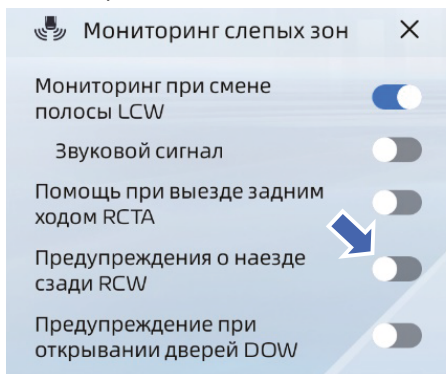 Мониторинг слепых зон
Мониторинг при смене
полосы LCW
Звуковой сигнал
Помощь при выезде задним
ходом RCTA
Предупреждения о наезде
сзади RCW
Предупреждение при
открывании дверей DOW